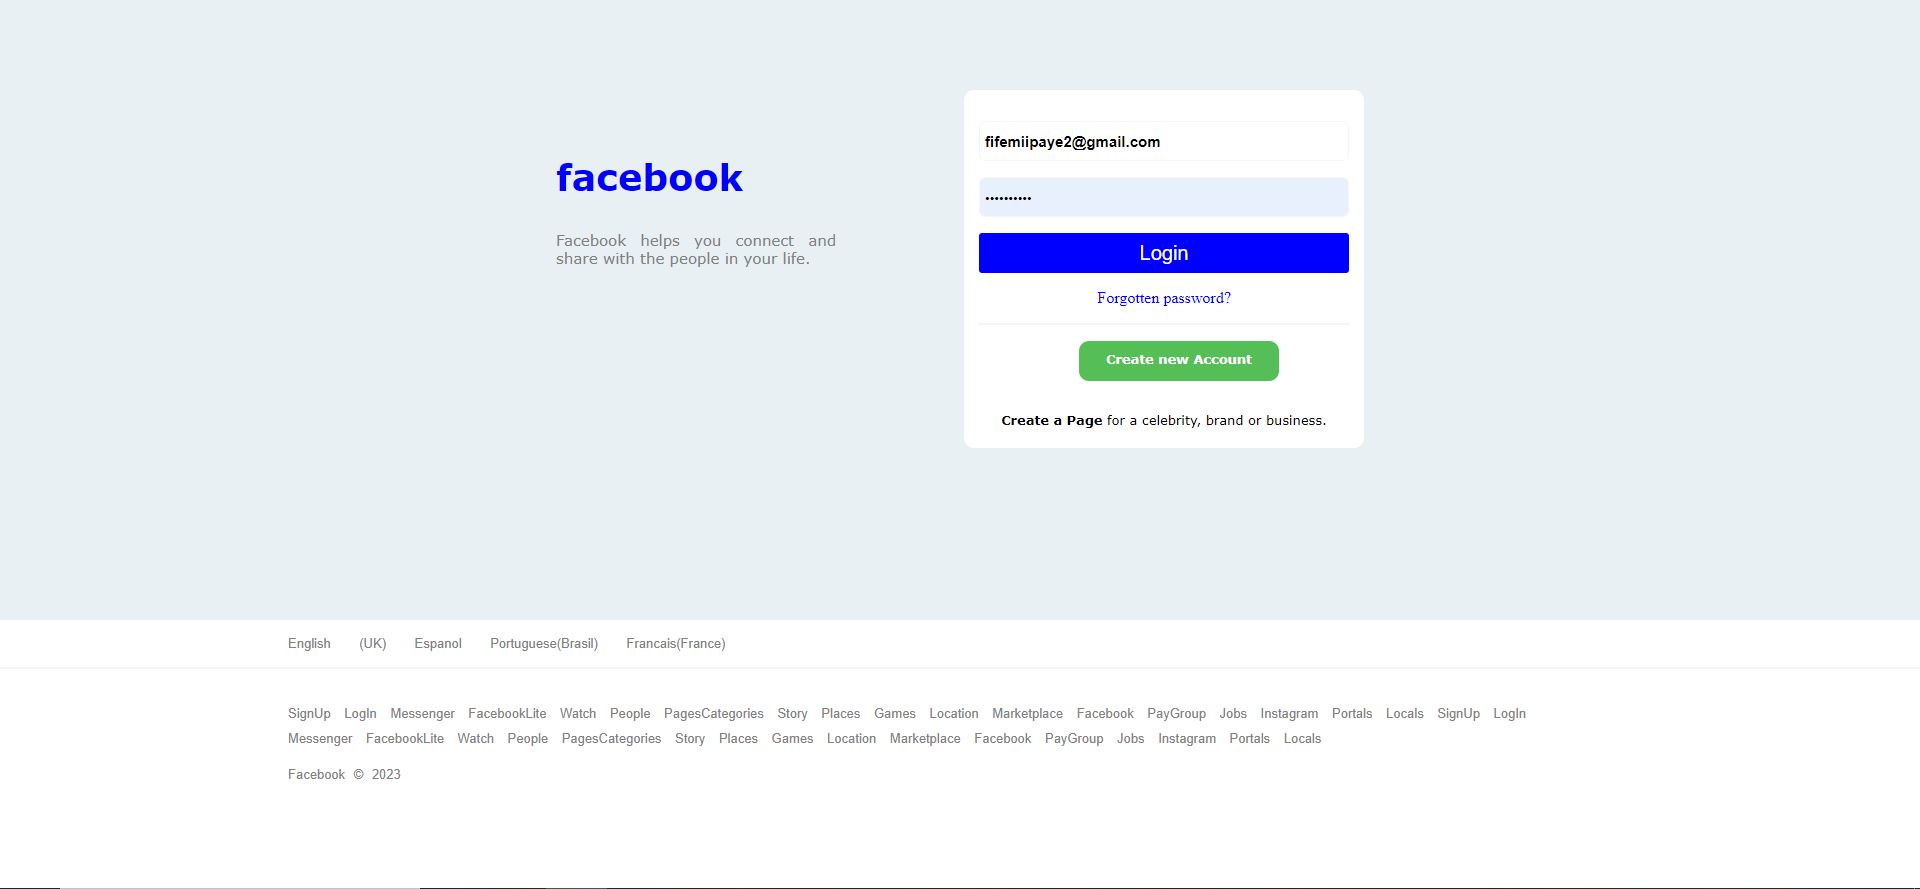 facebook
Facebook helps you connect and
share with the people in your life.
fifemiipaye2@gmail.com
••••••••••
Login
Forgotten password?
Create new Account
Create a Page for a celebrity, brand or business.
English (UK) Espanol Portuguese(Brasil) Francais(France)
SignUp LogIn Messenger FacebookLite Watch People PagesCategories Story Places Games Location Marketplace Facebook PayGroup Jobs Instagram Portals Locals SignUp LogIn
Messenger FacebookLite Watch People PagesCategories Story Places Games Location Marketplace Facebook PayGroup Jobs Instagram Portals Locals
Facebook © 2023